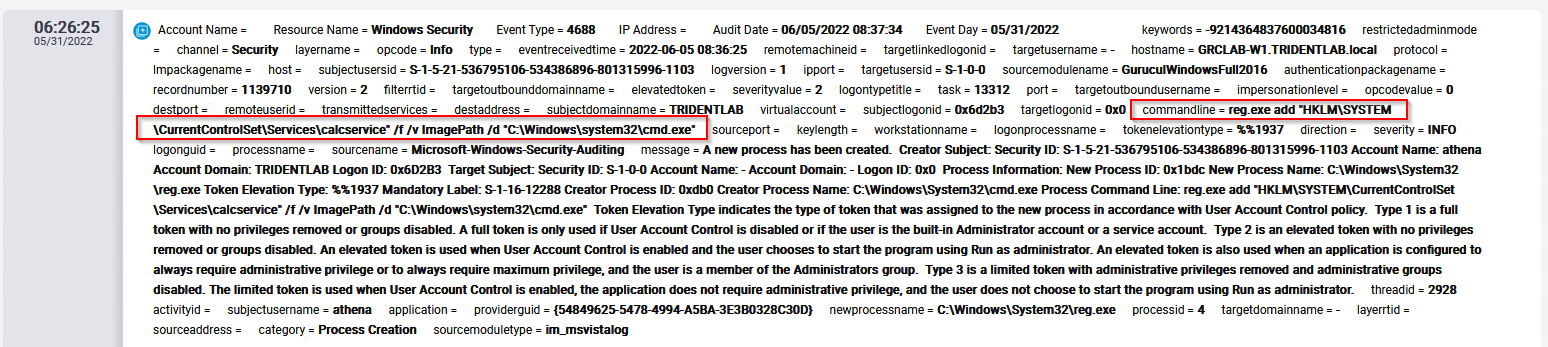 06:26:25
05/31/2022
Account Name = Resource Name = Windows Security Event Type = 4688 IP Address = Audit Date = 06/05/2022 08:37:34 Event Day = 05/31/2022 keywords = -9214364837600034816 restrictedadminmode
= channel = Security layername = opcode = Info type = eventreceivedtime = 2022-06-05 08:36:25 remotemachineid = targetlinkedlogonid = targetusername = - hostname = GRCLAB-W1.TRIDENTLAB.local protocol =
lmpackagename = host = subjectusersid = S-1-5-21-536795106-534386896-801315996-1103 logversion = 1 ipport = targetusersid = S-1-0-0 sourcemodulename = GuruculWindowsFull2016 authenticationpackagename =
recordnumber = 1139710 version = 2 filterrtid = targetoutbounddomainname = elevatedtoken = severityvalue = 2 logontypetitle = task = 13312 port = targetoutboundusername = impersonationlevel = opcodevalue = 0
destport = remoteuserid = transmittedservices = destaddress = subjectdomainname = TRIDENTLAB virtualaccount = subjectlogonid = 0x6d2b3 targetlogonid = 0x0 commandline = reg.exe add "HKLM\SYSTEM
\CurrentControlSet\Services\calcservice" /f /v ImagePath /d "C:\Windows\system32\cmd.exe" sourceport = keylength = workstationname = logonprocessname = tokenelevationtype = %%1937 direction = severity = INFO
logonguid = processname = sourcename = Microsoft-Windows-Security-Auditing message = A new process has been created. Creator Subject: Security ID: S-1-5-21-536795106-534386896-801315996-1103 Account Name: athena
Account Domain: TRIDENTLAB Logon ID: 0x6D2B3 Target Subject: Security ID: S-1-0-0 Account Name: - Account Domain: - Logon ID: 0x0 Process Information: New Process ID: 0x1bdc New Process Name: C:\Windows\System32
\reg.exe Token Elevation Type: %%1937 Mandatory Label: S-1-16-12288 Creator Process ID: 0xdb0 Creator Process Name: C:\Windows\System32\cmd.exe Process Command Line: reg.exe add "HKLM\SYSTEM\CurrentControlSet
\Services\calcservice" /f /v ImagePath /d "C:\Windows\system32\cmd.exe" Token Elevation Type indicates the type of token that was assigned to the new process in accordance with User Account Control policy. Type 1 is a full
token with no privileges removed or groups disabled. A full token is only used if User Account Control is disabled or if the user is the built-in Administrator account or a service account. Type 2 is an elevated token with no privileges
removed or groups disabled. An elevated token is used when User Account Control is enabled and the user chooses to start the program using Run as administrator. An elevated token is also used when an application is configured to
always require administrative privilege or to always require maximum privilege, and the user is a member of the Administrators group. Type 3 is a limited token with administrative privileges removed and administrative groups
disabled. The limited token is used when User Account Control is enabled, the application does not require administrative privilege, and the user does not choose to start the program using Run as administrator. threadid = 2928
activityid = subjectusername = athena application = providerguid = {54849625-5478-4994-A5BA-3E3B0328C30D} newprocessname = C:\Windows\System32\reg.exe processid = 4 targetdomainname = - layerrtid =
sourceaddress = category = Process Creation sourcemoduletype = im_msvistalog